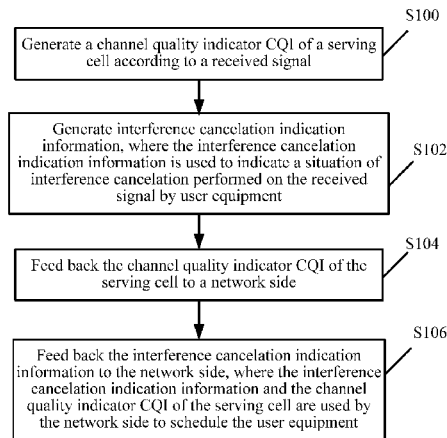 S100
Generate a channel quality indicator CQI of a serving
cell according to a received signal
Generate interference cancelation indication
information, where the interference cancelation
indication information is used to indicate a situation of
interference cancelation performed on the received
signal by user equipment
S102
Feed back the channel quality indicator CQI of the
serving cell to a network side
S104
Feed back the interference cancelation indication
information to the network side, where the interference
cancelation indication information and the channel
quality indicator CQI of the serving cell are used by
the network side to schedule the user equipment
S106